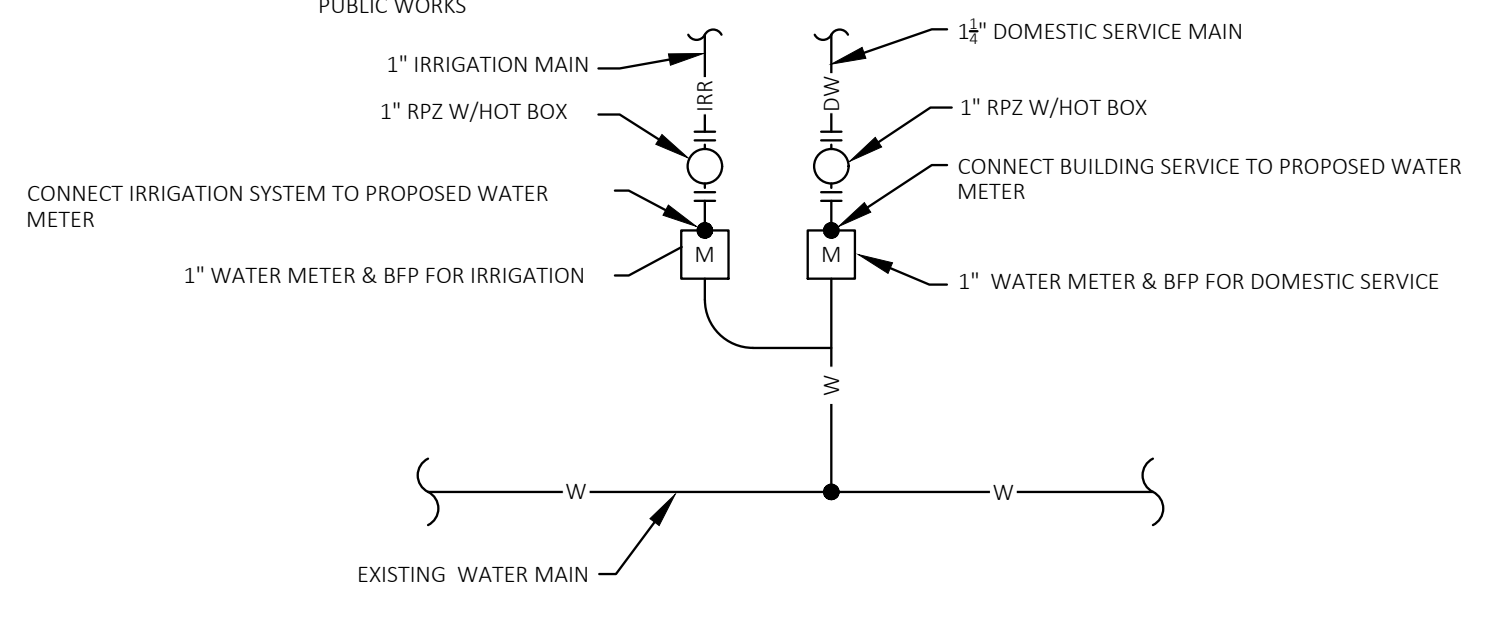 PUBLIC WORKS
1" IRRIGATION MAIN
1" RPZ W/HOT BOX
CONNECT IRRIGATION SYSTEM TO PROPOSED WATER
METER
1" WATER METER & BFP FOR IRRIGATION
IRR
M
DW
M
1¼" DOMESTIC SERVICE MAIN
1" RPZ W/HOT BOX
CONNECT BUILDING SERVICE TO PROPOSED WATER
METER
1" WATER METER & BFP FOR DOMESTIC SERVICE
W
W
W
EXISTING WATER MAIN